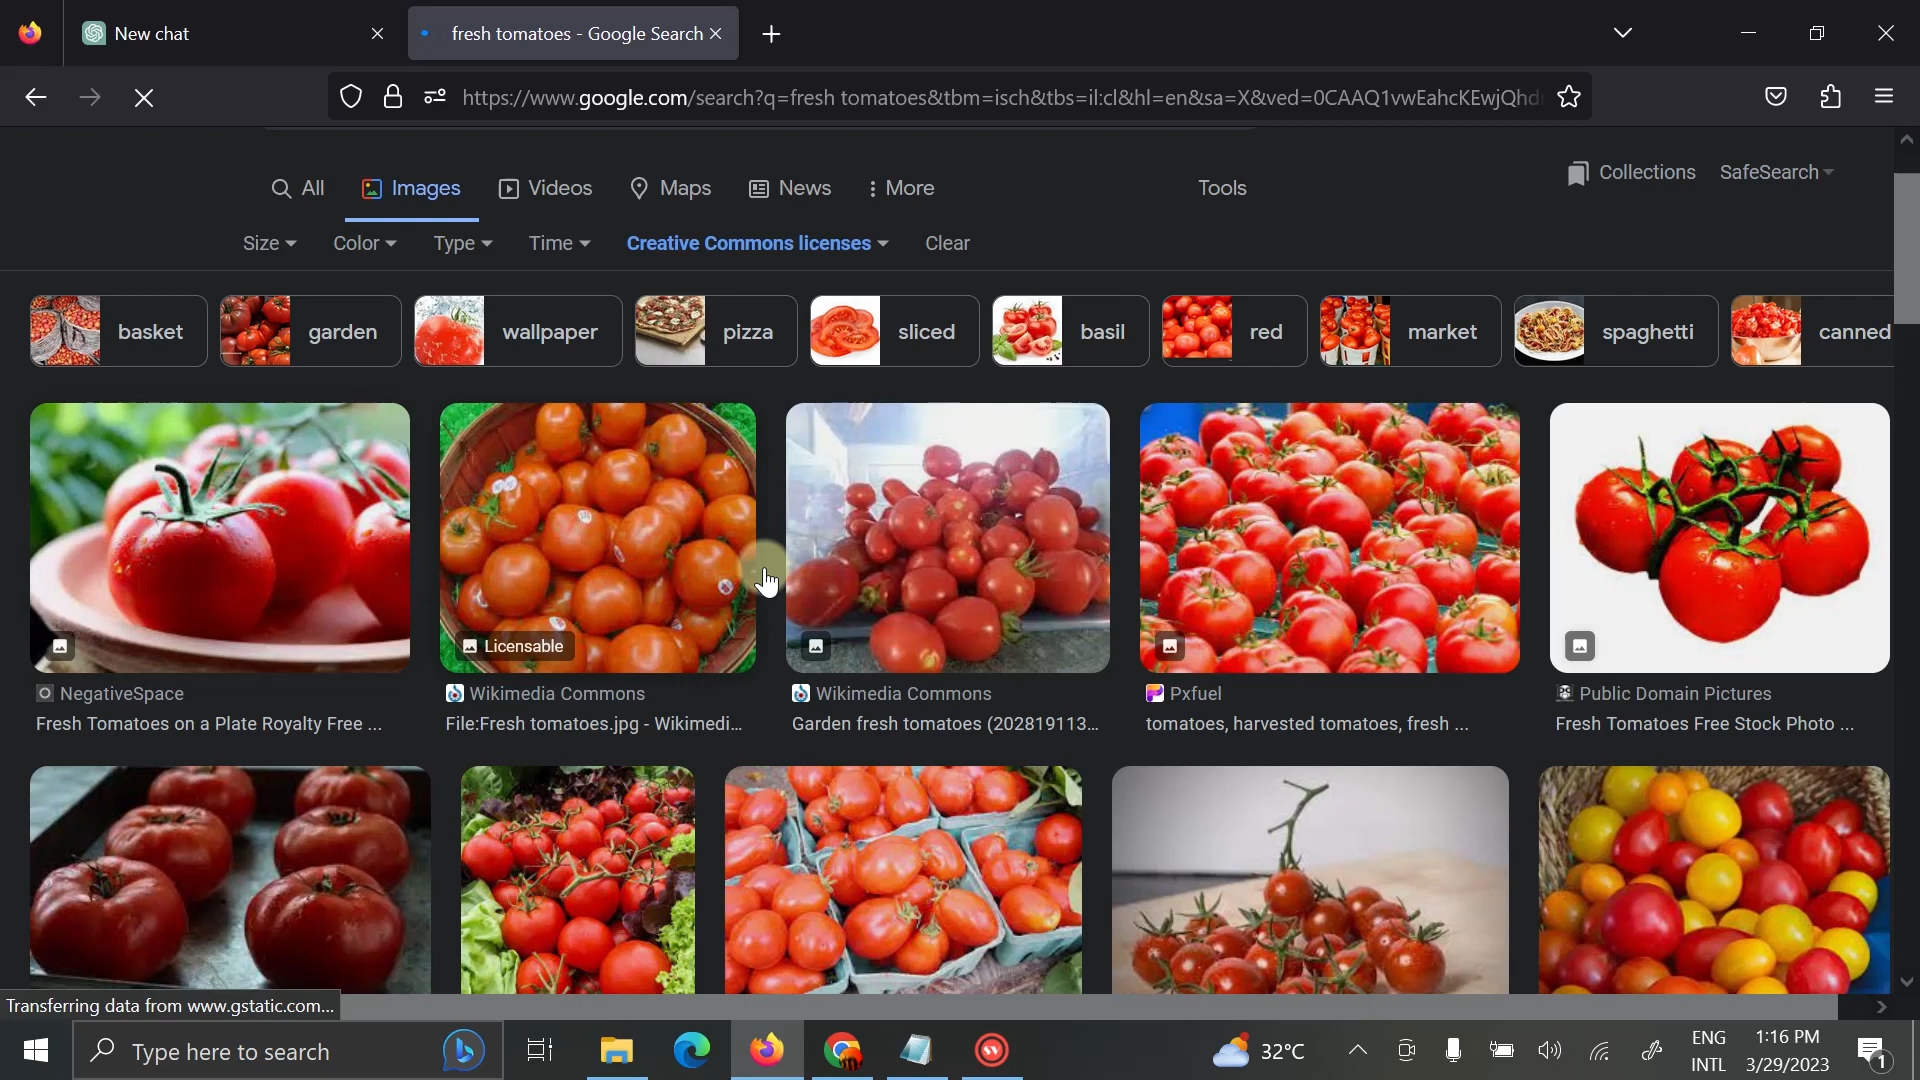 New chat
fresh tomatoes - Google Search
https://www.google.com/search?q=fresh tomatoes&tbm=isch&tbs=il:cl&hl=en&sa=X&ved=0CAAQ1vwEahcKEwjQhd
All Images Videos Maps News More Tools Collections SafeSearch
Size Color Type Time Creative Commons licenses Clear
basket garden wallpaper pizza sliced basil red market spaghetti canned
Licensable
NegativeSpace
Fresh Tomatoes on a Plate Royalty Free ...
Wikimedia Commons
File:Fresh tomatoes.jpg - Wikimedi...
Wikimedia Commons
Garden fresh tomatoes (202819113...
Pxfuel
tomatoes, harvested tomatoes, fresh ...
Public Domain Pictures
Fresh Tomatoes Free Stock Photo ...
Transferring data from www.gstatic.com...
Type here to search
32°C
ENG
INTL
1:16 PM
3/29/2023
1